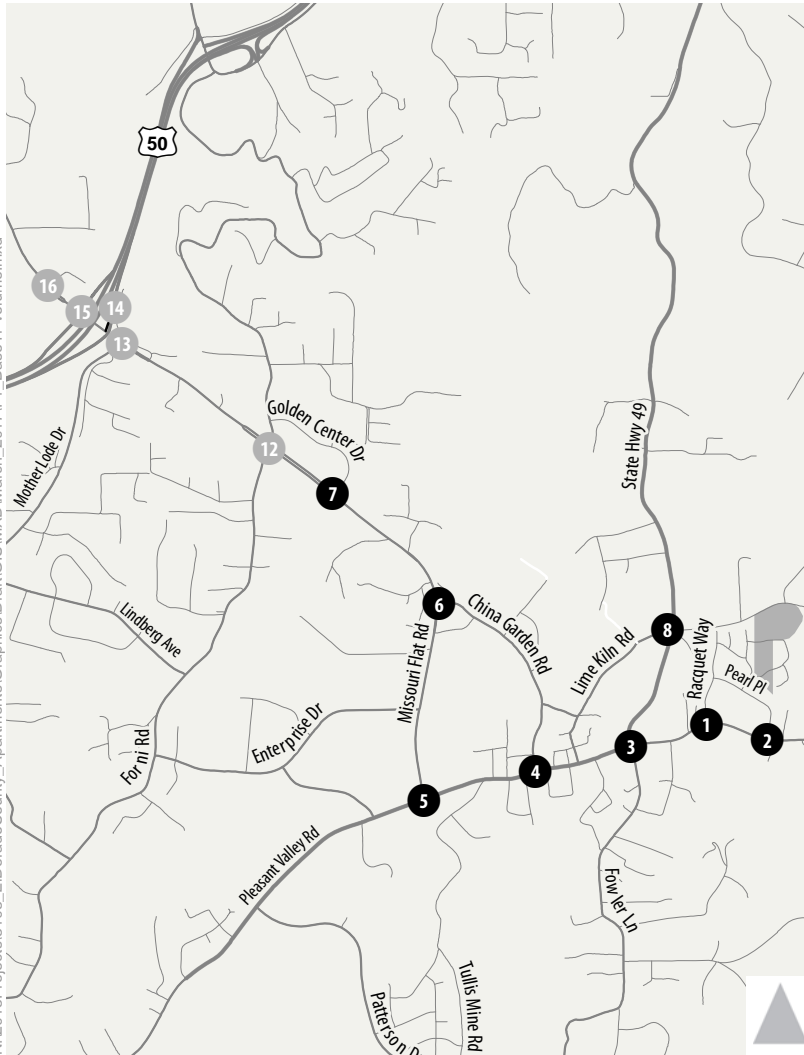 50
16
15
14
13
Golden Center Dr
12
Mother Lode Dr
7
State Hwy 49
6
China Garden Rd
Lindberg Ave
Missouri Flat Rd
Lime Kiln Rd
8
Racquet Way
Pearl Pl
Forni Rd
Enterprise Dr
1
2
3
4
5
Pleasant Valley Rd
Fowler Ln
Tullis Mine Rd
Patterson D